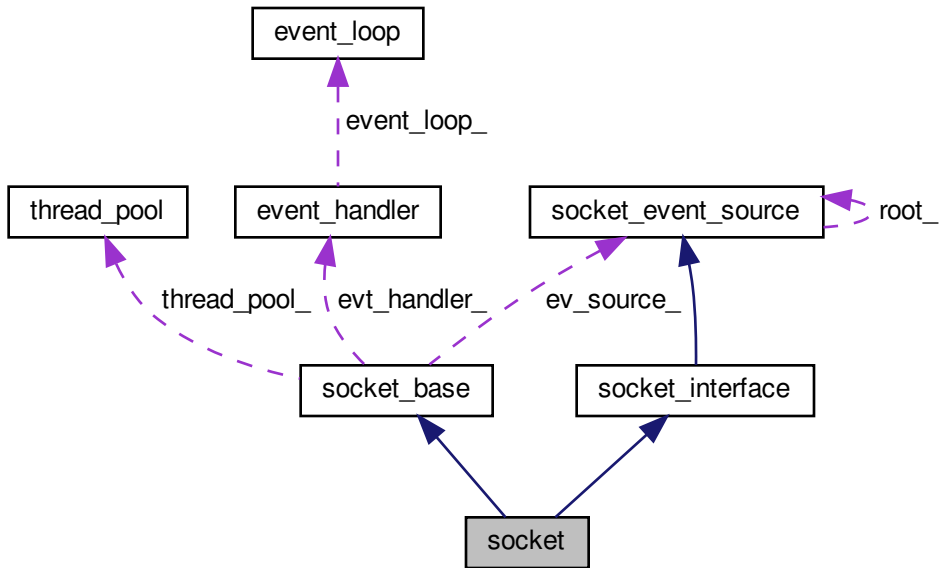 event_loop
event_loop_
thread_pool
event_handler
socket_event_source
root_
thread_pool_
evt_handler_
ev_source_
socket_base
socket_interface
socket